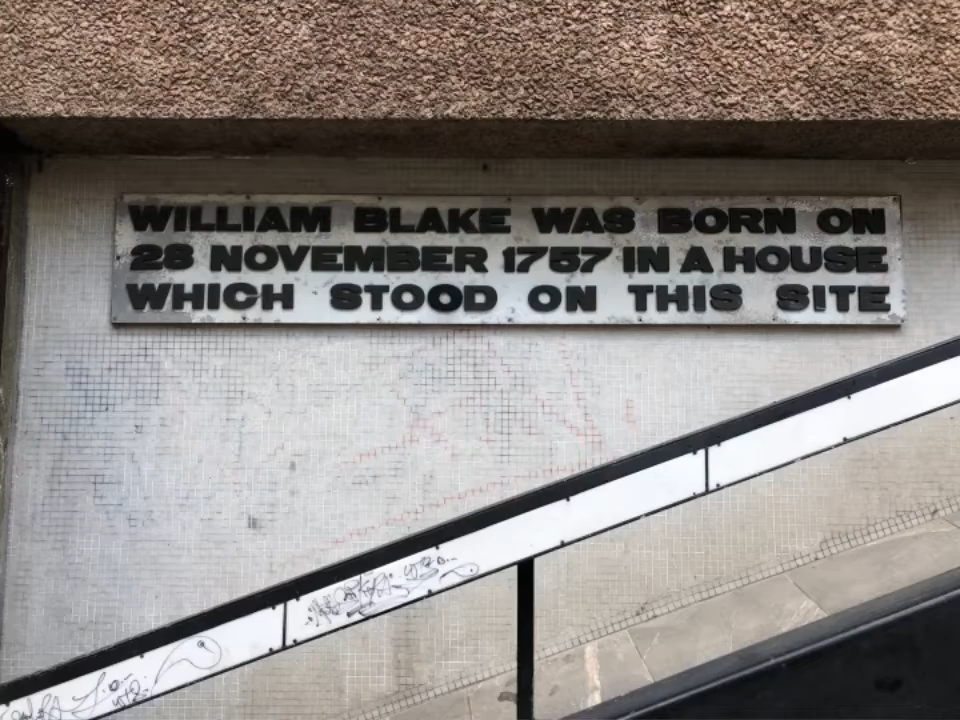 WILLIAM BLAKE WAS BORN ON
28 NOVEMBER 1757 IN A HOUSE
WHICH STOOD ON THIS SITE